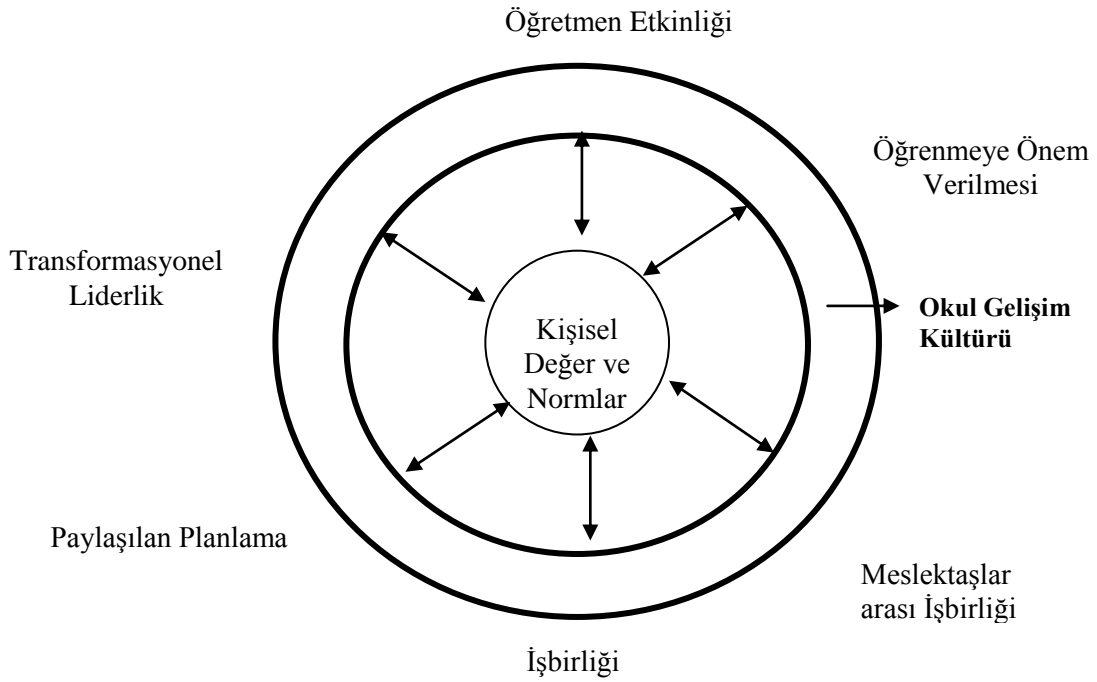 Öğretmen Etkinliği
Öğrenmeye Önem
Verilmesi
Transformasyonel
Liderlik
Okul Gelişim
Kültürü
Kişisel
Değer ve
Normlar
Paylaşılan Planlama
Meslektaşlar
arası İşbirliği
İşbirliği